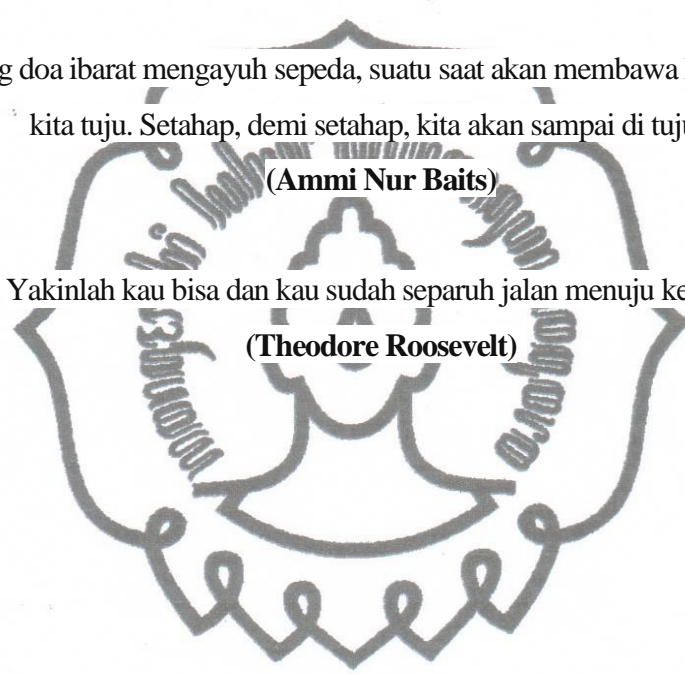 g doa ibarat mengayuh sepeda, suatu saat akan membawa
kita tuju. Setahap, demi setahap, kita akan sampai di tuju
(Ammi Nur Baits)
Yakinlah kau bisa dan kau sudah separuh jalan menuju ke
(Theodore Roosevelt)